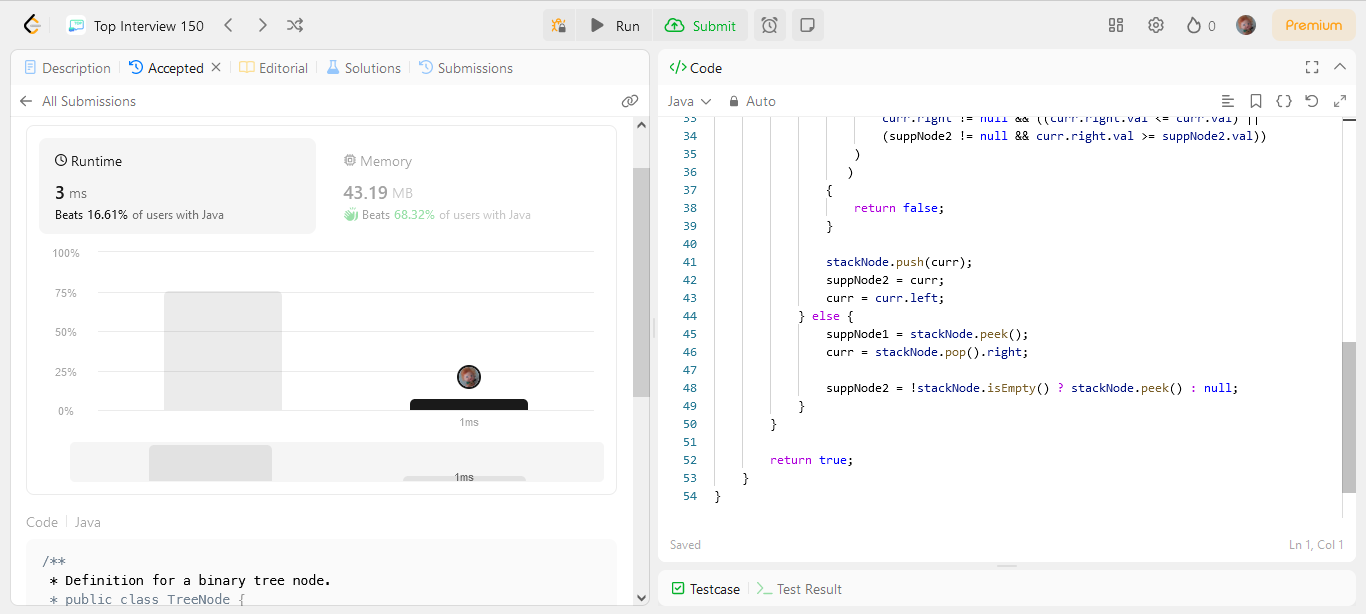 Top Interview 150
Run
Submit
0
Premium
Description
Accepted
Editorial
Solutions
Submissions
All Submissions
Runtime
3 ms
Beats 16.61% of users with Java
Memory
43.19 MB
Beats 68.32% of users with Java
100%
75%
50%
25%
0%
1ms
1ms
Code
Java
/**
* Definition for a binary tree node.
* public class TreeNode {
Code
Java
Auto
33 curr.right != null && ((curr.right.val <= curr.val) ||
34 (suppNode2 != null && curr.right.val >= suppNode2.val))
35 )
36 )
37 {
38 return false;
39 }
40
41 stackNode.push(curr);
42 suppNode2 = curr;
43 curr = curr.left;
44 } else {
45 suppNode1 = stackNode.peek();
46 curr = stackNode.pop().right;
47
48 suppNode2 = !stackNode.isEmpty() ? stackNode.peek() : null;
49 }
50 }
51
52 return true;
53 }
54 }
Saved
Ln 1, Col 1
Testcase
Test Result